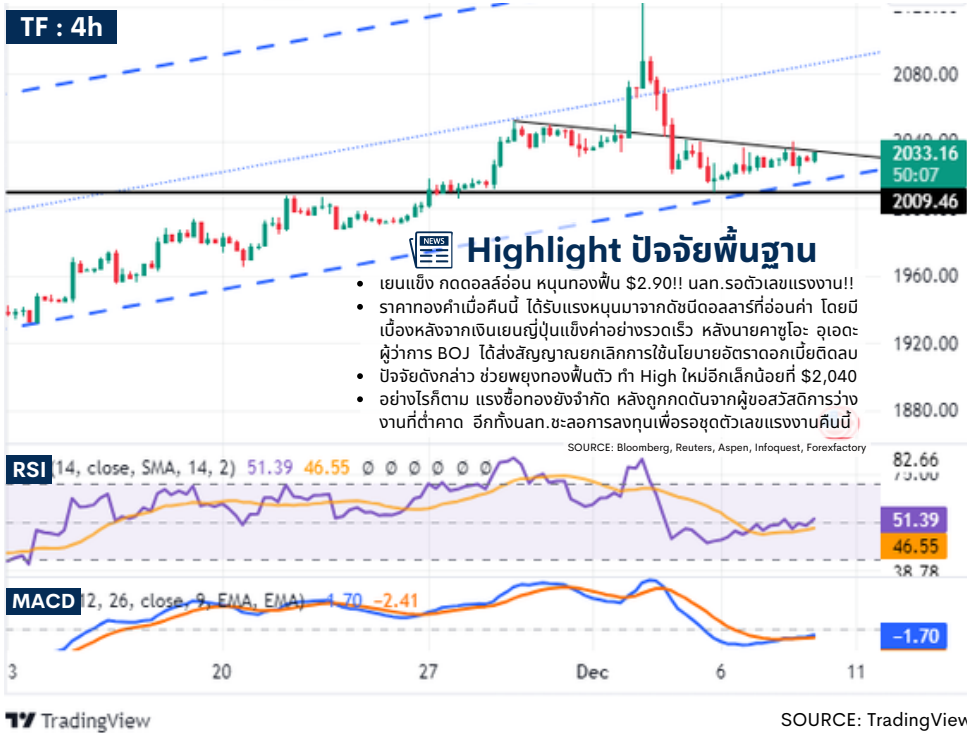 TF : 4h
2080.00
2040.00
2033.16
50:07
2009.46
NEWS
Highlight ปัจจัยพื้นฐาน
• เยนแข็ง กดดอลล์อ่อน หนุนทองฟื้น $2.90!! นลท.รอตัวเลขแรงงาน!!
• ราคาทองคำเมื่อคืนนี้ ได้รับแรงหนุนมาจากดัชนีดอลลาร์ที่อ่อนค่า โดยมี
เบื้องหลังจากเงินเยนญี่ปุ่นแข็งค่าอย่างรวดเร็ว หลังนายคาซูโอะ อุเอดะ
ผู้ว่าการ BOJ ได้ส่งสัญญาณยกเลิกการใช้นโยบายอัตราดอกเบี้ยติดลบ
• ปัจจัยดังกล่าว ช่วยพยุงทองฟื้นตัว ทำ High ใหม่อีกเล็กน้อยที่ $2,040
• อย่างไรก็ตาม แรงซื้อทองยังจำกัด หลังถูกกดดันจากผู้ขอสวัสดิการว่าง
งานที่ต่ำคาด อีกทั้งนลท.ชะลอการลงทุนเพื่อรอชุดตัวเลขแรงงานคืนนี้
SOURCE: Bloomberg, Reuters, Aspen, Infoquest, Forexfactory
1960.00
1920.00
1880.00
RSI (14, close, SMA, 14, 2) 51.39 46.55 Ø Ø Ø Ø Ø Ø
82.66
75.00
51.39
46.55
38.78
MACD 12, 26, close, 9, EMA, EMA) −1.70 −2.41
−1.70
3 20 27 Dec 6 11
TradingView
SOURCE: TradingView